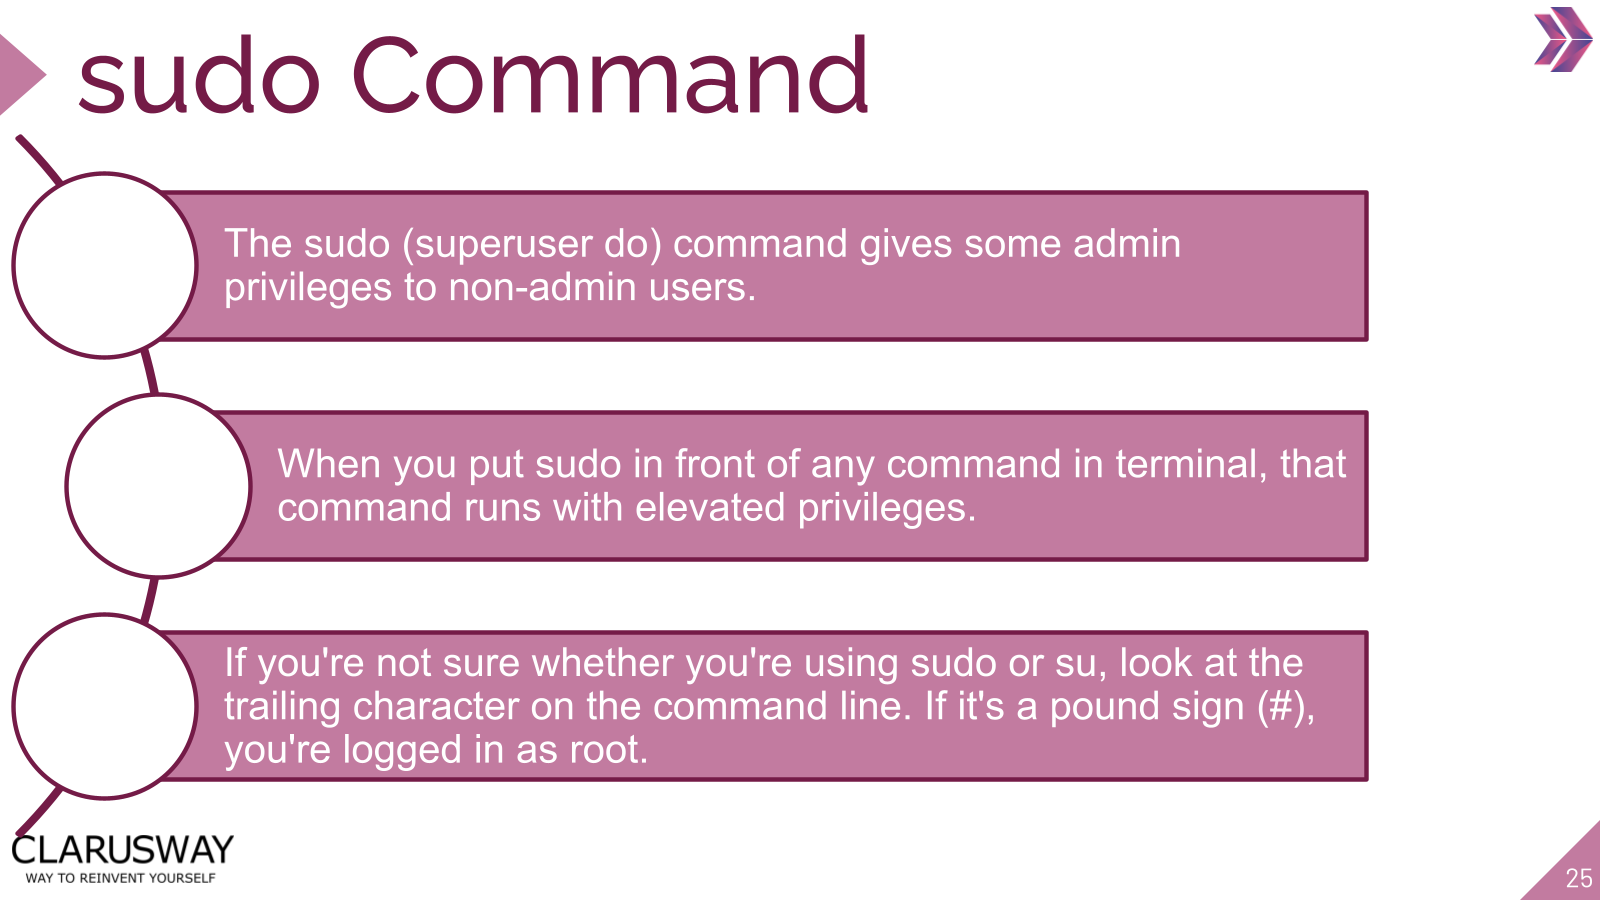 sudo Command
The sudo (superuser do) command gives some admin
privileges to non-admin users.
When you put sudo in front of any command in terminal, that
command runs with elevated privileges.
If you're not sure whether you're using sudo or su, look at the
trailing character on the command line. If it's a pound sign (#),
you're logged in as root.
CLARUSWAY
WAY TO REINVENT YOURSELF
25